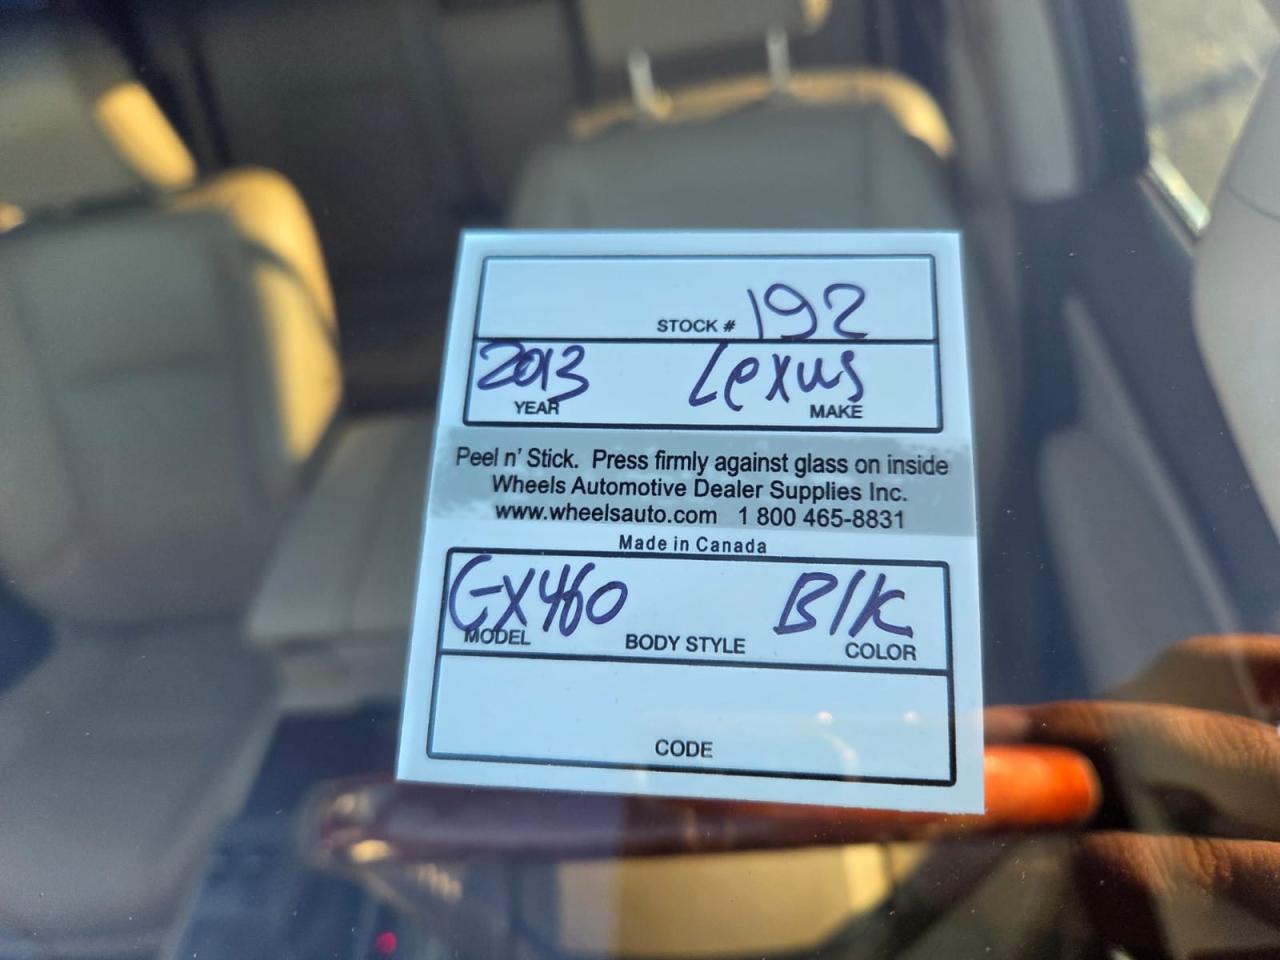 STOCK # 192
2013 Lexus
YEAR MAKE
Peel n' Stick. Press firmly against glass on inside
Wheels Automotive Dealer Supplies Inc.
www.wheelsauto.com 1 800 465-8831
Made in Canada
GX460 Blk
MODEL BODY STYLE COLOR
CODE